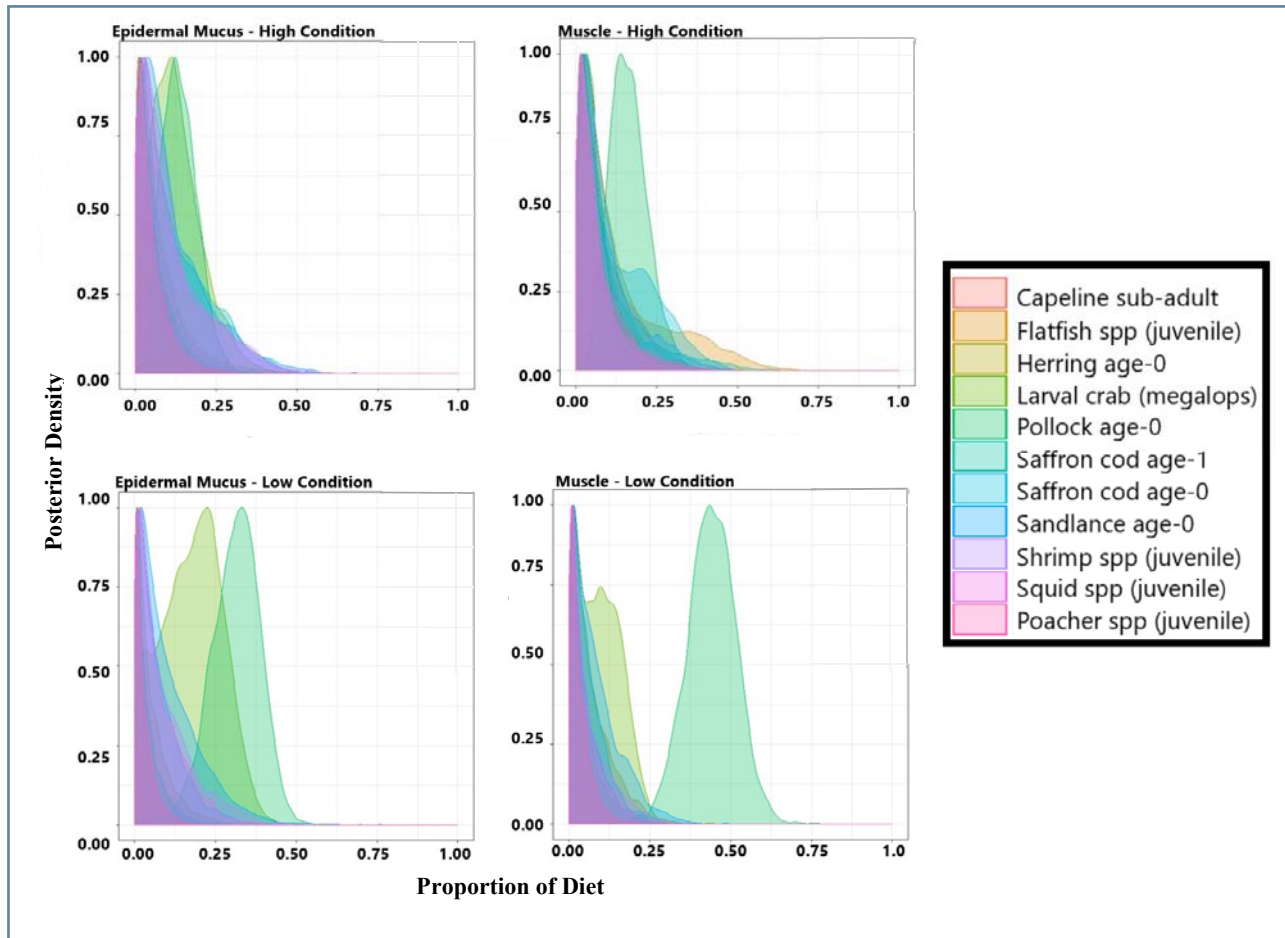 Epidermal Mucus - High Condition
1.00
0.75
0.50
0.25
0.00
0.00 0.25 0.50 0.75 1.0
Muscle - High Condition
1.00
0.75
0.50
0.25
0.00
0.00 0.25 0.50 0.75 1.0
Posterior Density
Epidermal Mucus - Low Condition
1.00
0.75
0.50
0.25
0.00
0.00 0.25 0.50 0.75 1.00
Muscle - Low Condition
1.00
0.75
0.50
0.25
0.00
0.00 0.25 0.50 0.75 1.0
Proportion of Diet
Capeline sub-adult
Flatfish spp (juvenile)
Herring age-0
Larval crab (megalops)
Pollock age-0
Saffron cod age-1
Saffron cod age-0
Sandlance age-0
Shrimp spp (juvenile)
Squid spp (juvenile)
Poacher spp (juvenile)